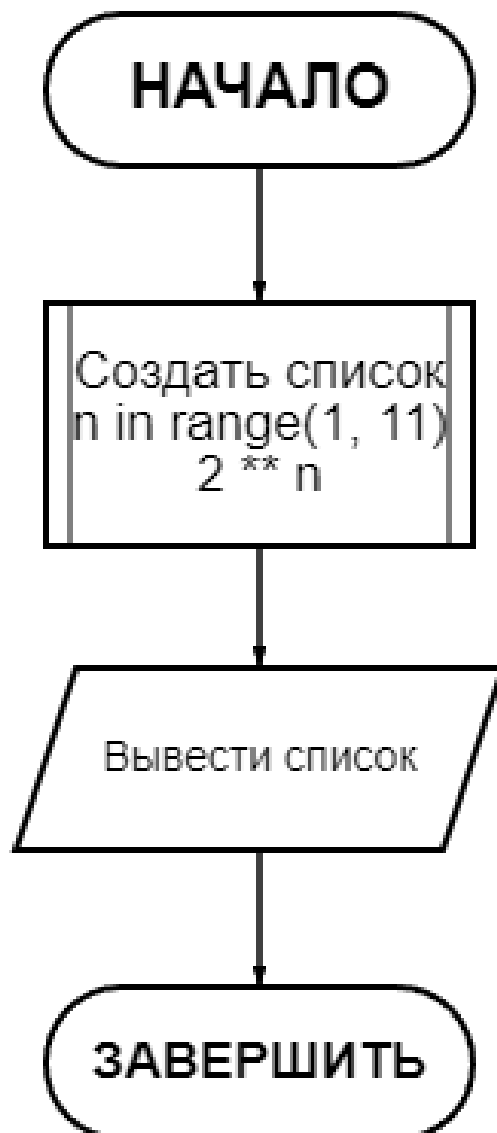 НАЧАЛО
Создать список
n in range(1, 11)
2 ** n
Вывести список
ЗАВЕРШИТЬ